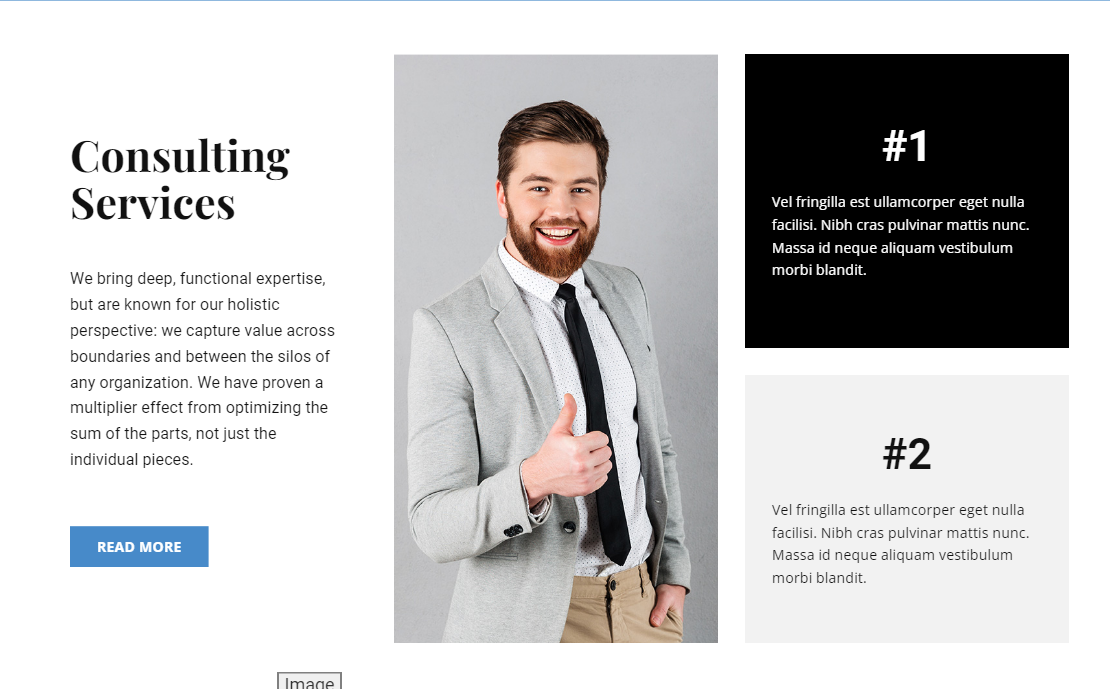 Consulting
Services
We bring deep, functional expertise,
but are known for our holistic
perspective: we capture value across
boundaries and between the silos of
any organization. We have proven a
multiplier effect from optimizing the
sum of the parts, not just the
individual pieces.
READ MORE
#1
Vel fringilla est ullamcorper eget nulla
facilisi. Nibh cras pulvinar mattis nunc.
Massa id neque aliquam vestibulum
morbi blandit.
#2
Vel fringilla est ullamcorper eget nulla
facilisi. Nibh cras pulvinar mattis nunc.
Massa id neque aliquam vestibulum
morbi blandit.
Image